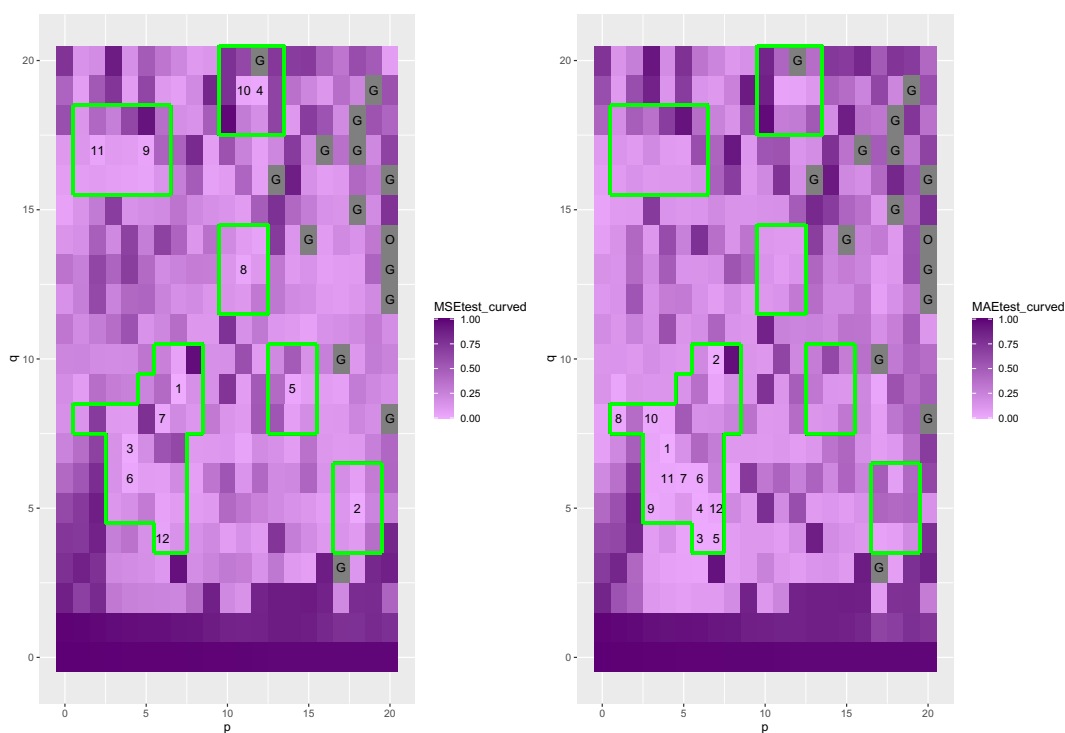 20
G
G
10 4
G
G
G
11
9
G
G
G
G
G
15
G
G
O
8
G
G
10
G
1
5
7
G
3
6
5
2
12
G
0
0
5
10
15
20
p
q
MSEtest_curved
1.00
0.75
0.50
0.25
0.00
20
G
G
G
G
G
G
G
15
G
G
O
G
G
10
2
G
8
10
G
1
11 7 6
5
9
4 12
3 5
G
0
0
5
10
15
20
p
q
MAEtest_curved
1.00
0.75
0.50
0.25
0.00